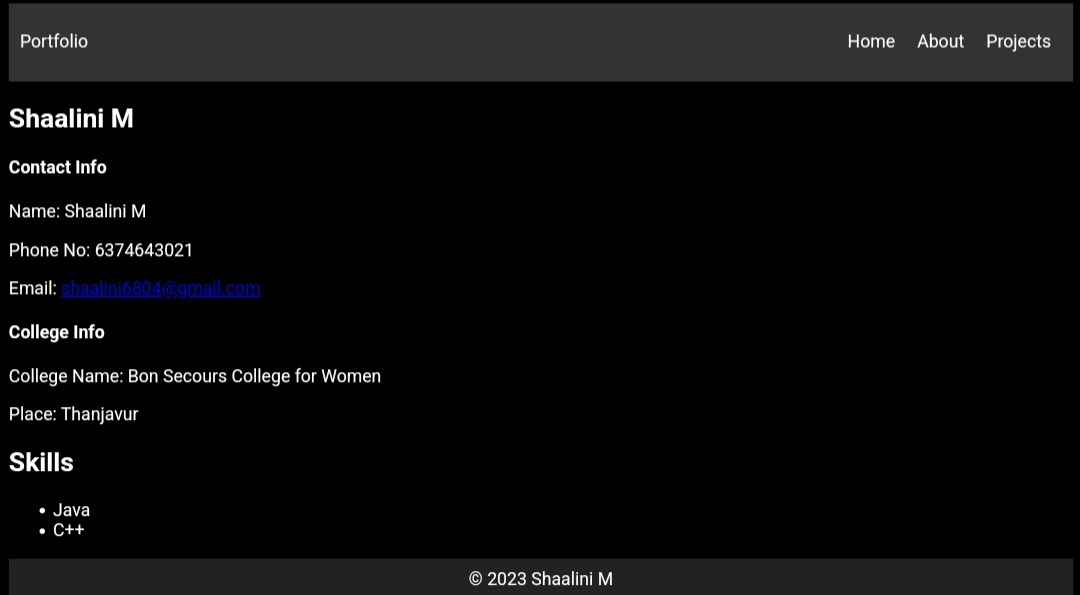 Portfolio
Home About Projects
Shaalini M
Contact Info
Name: Shaalini M
Phone No: 6374643021
Email: shaalini6804@gmail.com
College Info
College Name: Bon Secours College for Women
Place: Thanjavur
Skills
• Java
• C++
© 2023 Shaalini M